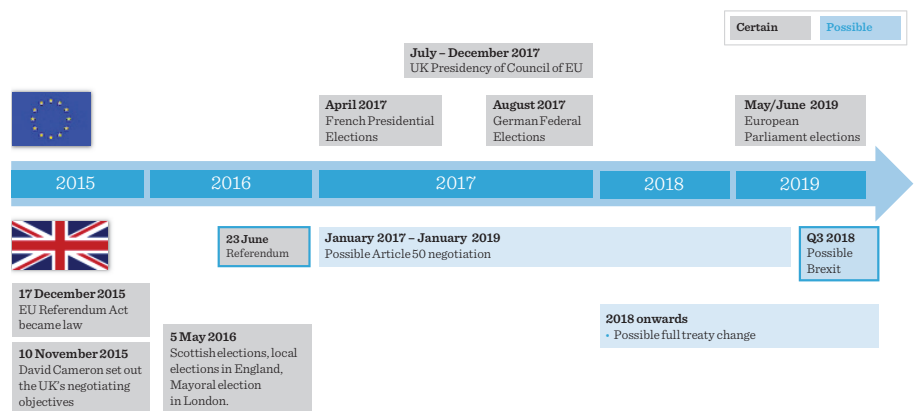 Certain
Possible
July – December 2017
UK Presidency of Council of EU
April 2017
French Presidential
Elections
August 2017
German Federal
Elections
May/June 2019
European
Parliament elections
2015
2016
2017
2018
2019
23 June
Referendum
January 2017 – January 2019
Possible Article 50 negotiation
Q3 2018
Possible
Brexit
17 December 2015
EU Referendum Act
became law
10 November 2015
David Cameron set out
the UK's negotiating
objectives
5 May 2016
Scottish elections, local
elections in England,
Mayoral election
in London.
2018 onwards
• Possible full treaty change